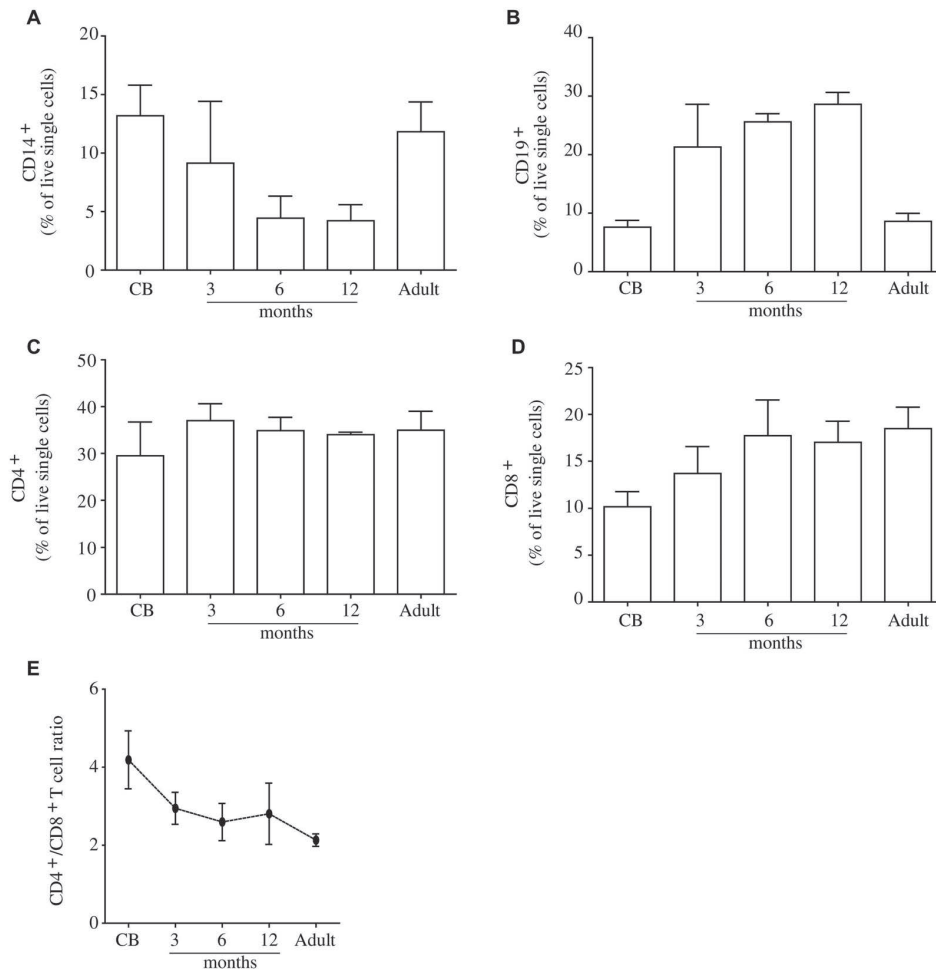 A
CD14+
(% of live single cells)
20
15
10
5
0
CB 3 6 12 Adult
months
B
CD19+
(% of live single cells)
40
30
20
10
0
CB 3 6 12 Adult
months
C
CD4+
(% of live single cells)
50
40
30
20
10
0
CB 3 6 12 Adult
months
D
CD8+
(% of live single cells)
25
20
15
10
5
0
CB 3 6 12 Adult
months
E
CD4+/CD8+ T cell ratio
6
4
2
0
CB 3 6 12 Adult
months